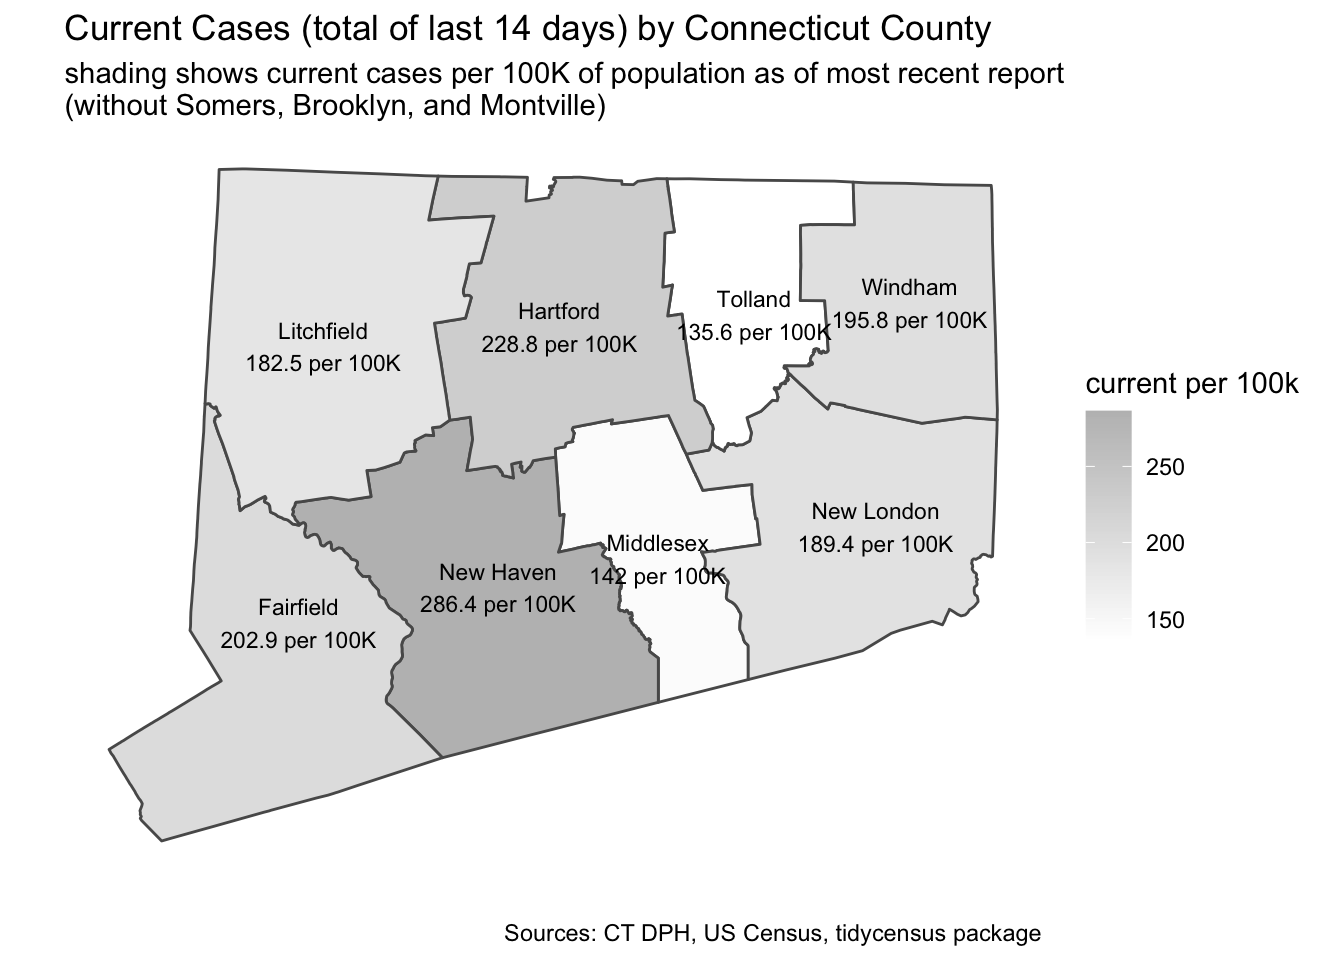 Current Cases (total of last 14 days) by Connecticut County
shading shows current cases per 100K of population as of most recent report
(without Somers, Brooklyn, and Montville)
Litchfield
182.5 per 100K
Hartford
228.8 per 100K
Tolland
135.6 per 100K
Windham
195.8 per 100K
New London
189.4 per 100K
Middlesex
142 per 100K
New Haven
286.4 per 100K
Fairfield
202.9 per 100K
current per 100k
250
200
150
Sources: CT DPH, US Census, tidycensus package